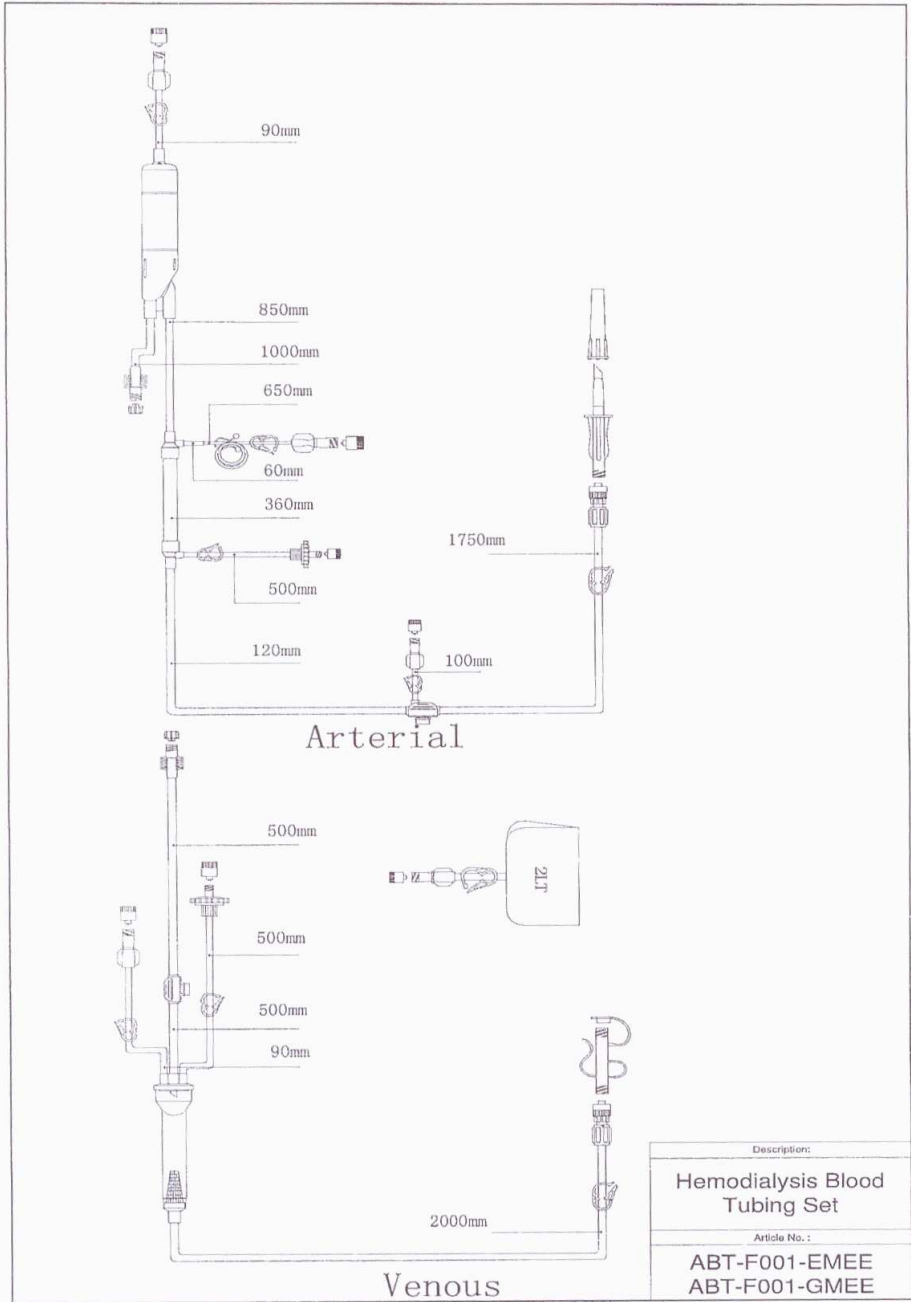 90mm
850mm
1000mm
650mm
60mm
360mm
1750mm
500mm
120mm
100mm
Arterial
500mm
2LT
500mm
500mm
90mm
2000mm
Venous
Description:
Hemodialysis Blood
Tubing Set
Article No. :
ABT-F001-EMEE
ABT-F001-GMEE